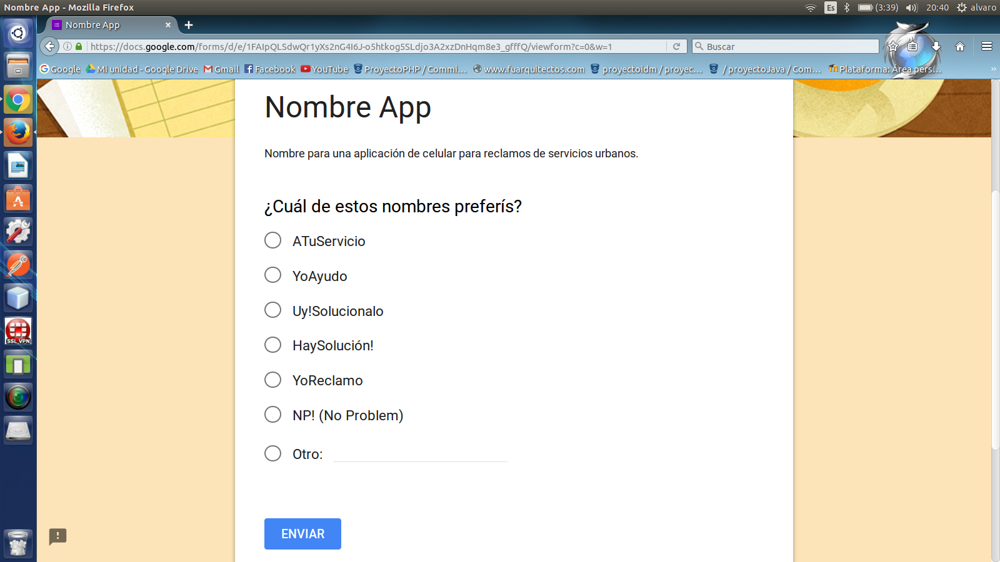 Nombre App - Mozilla Firefox
Es (3:39) 20:40 alvaro
Nombre App
https://docs.google.com/forms/d/e/1FAIpQLSdwQr1yXs2nG4I6J-o5htkog5SLdjo3A2xzDnHqm8e3_gfffQ/viewform?c=0&w=1 Buscar
Google Mi unidad - Google Drive Gmail Facebook YouTube ProyectoPHP / Commi... www.fuarquitectos.com proyectoidm / proyec... / proyectoJava / Com... Plataforma: Área pers...
Nombre App
Nombre para una aplicación de celular para reclamos de servicios urbanos.
¿Cuál de estos nombres preferís?
ATuServicio
YoAyudo
Uy!Solucionalo
HaySolución!
YoReclamo
NP! (No Problem)
Otro:
ENVIAR
SSL VPN